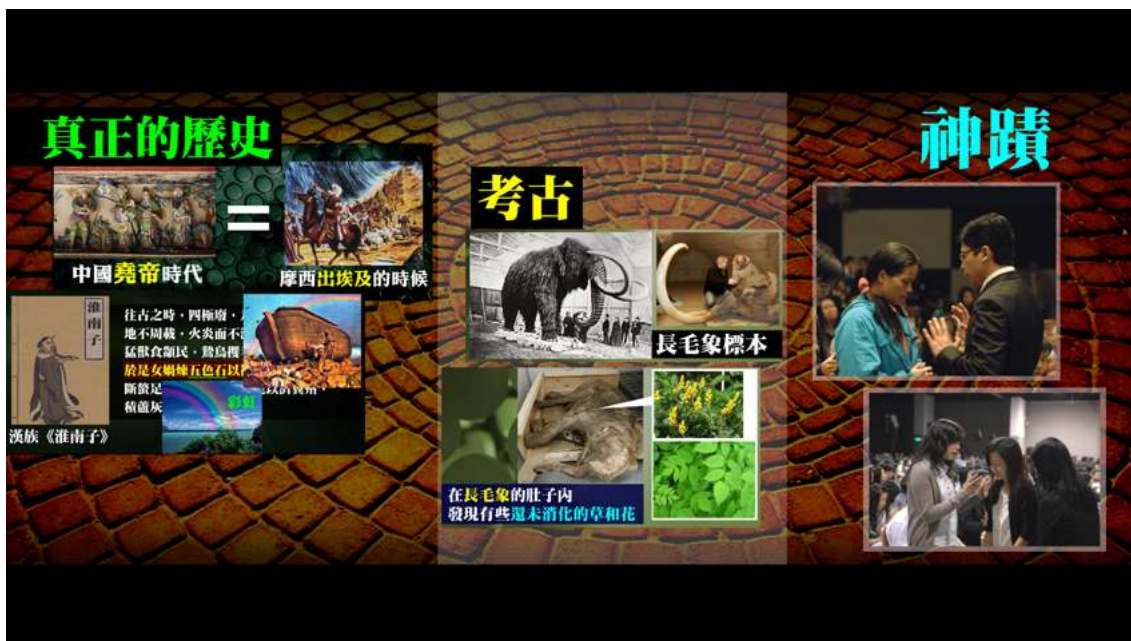 真正的歷史
=
中國堯帝時代
摩西出埃及的時候
淮南子
往古之時，四極廢，
地不周載，火炎而不
猛獸食顓民，鷙鳥攫
於是女媧煉五色石以
斷鰲足
積蘆灰
彩虹
漢族《淮南子》
考古
長毛象標本
在長毛象的肚子內
發現有些還未消化的草和花
神蹟